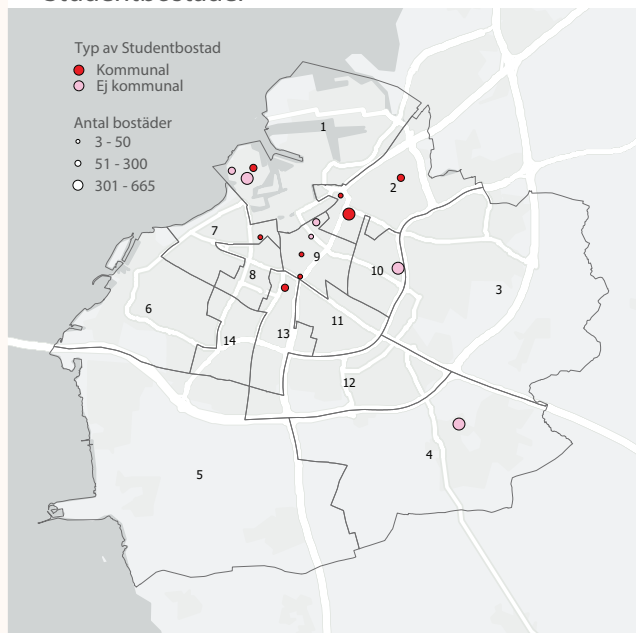 Studentbostäder
Typ av Studentbostad
Kommunal
Ej kommunal
Antal bostäder
3 - 50
51 - 300
301 - 665
1
2
7
9
10
8
3
6
11
14
13
12
4
5